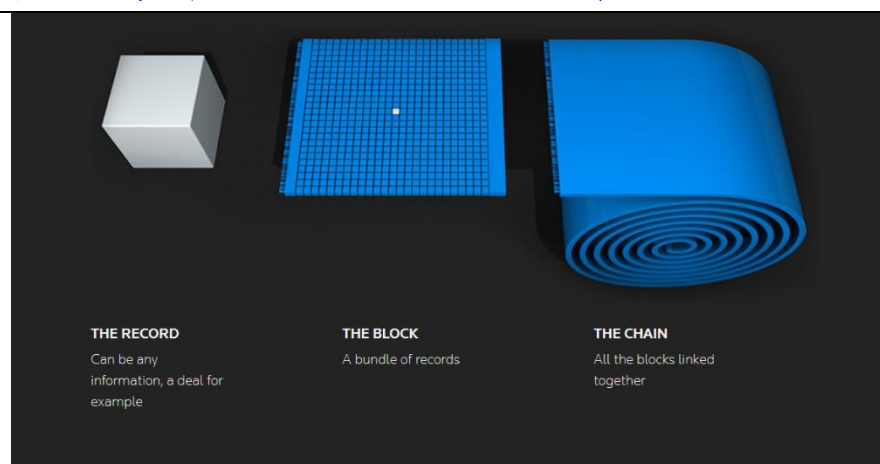 THE RECORD
Can be any
information, a deal for
example
THE BLOCK
A bundle of records
THE CHAIN
All the blocks linked
together